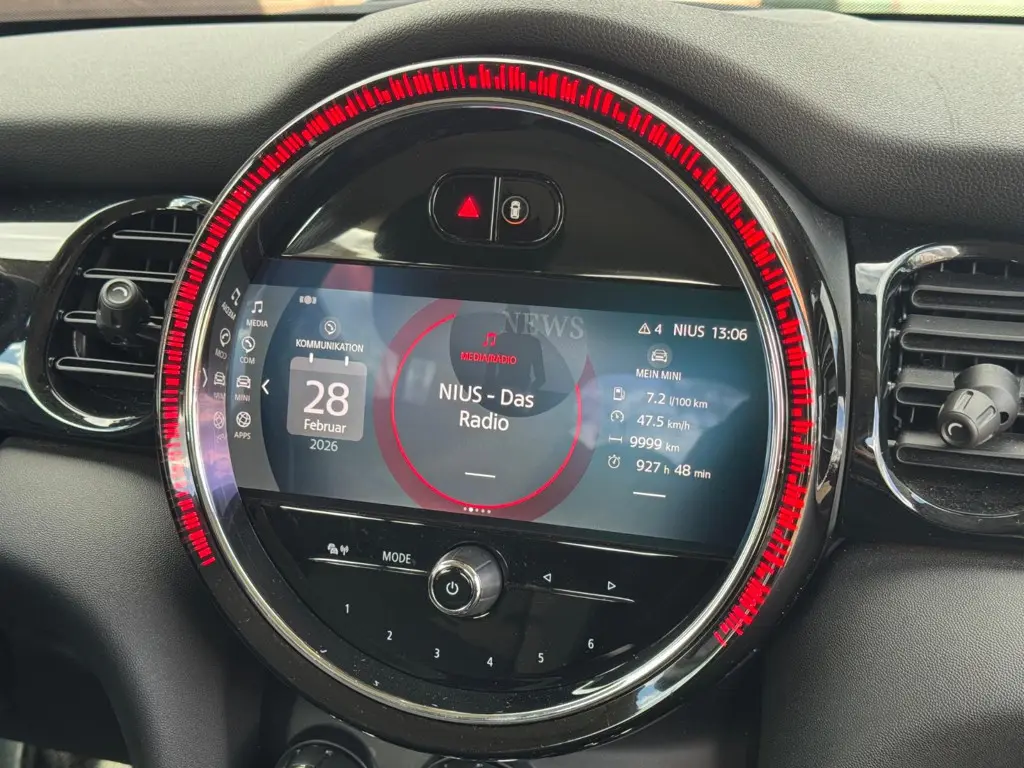 MEDIA
COM
MINI
APPS
KOMMUNIKATION
28
Februar
2026
NEWS
MEDIA/RADIO
NIUS - Das
Radio
4 NIUS 13:06
MEIN MINI
7.2 l/100 km
47.5 km/h
9999 km
927 h 48 min
MODE
1
2
3
4
5
6